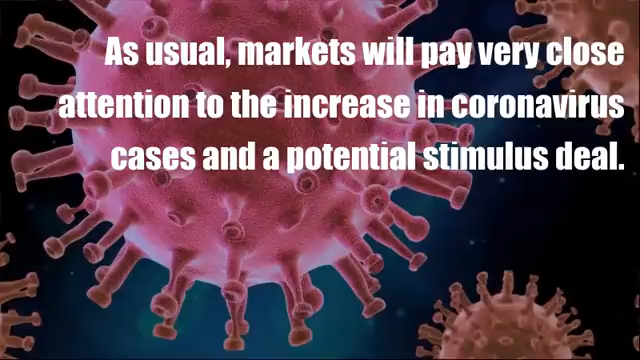 As usual, markets will pay very close
attention to the increase in coronavirus
cases and a potential stimulus deal.